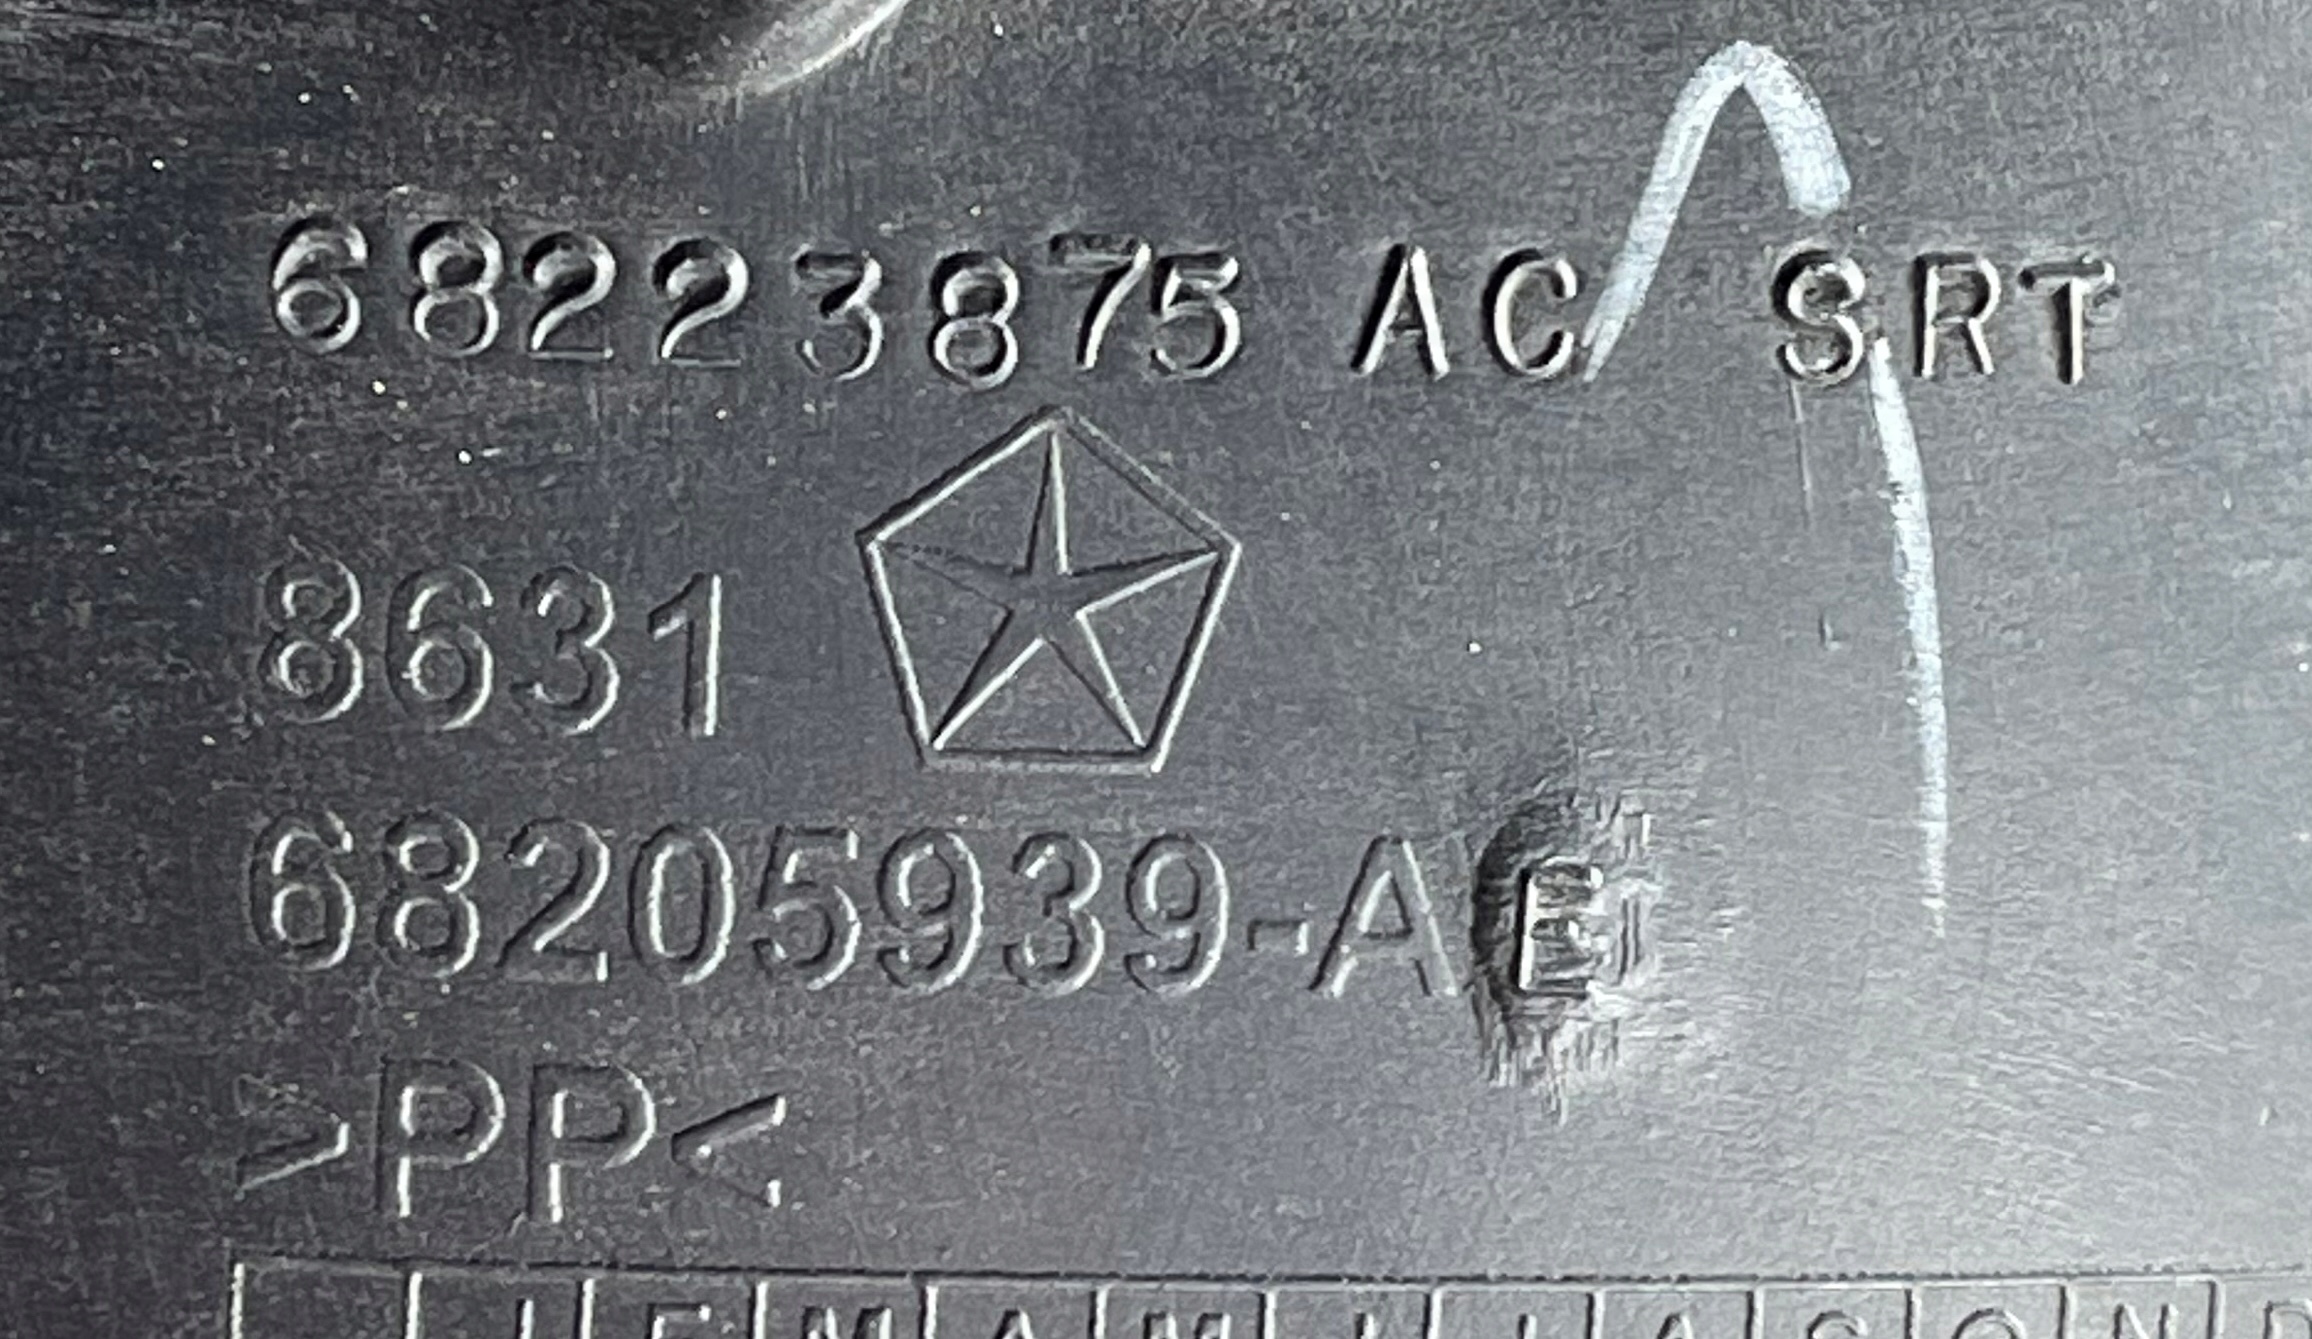 68223875 AC SRT
8631
68205939-AE
>PP<
J F M A M J J A S O N D